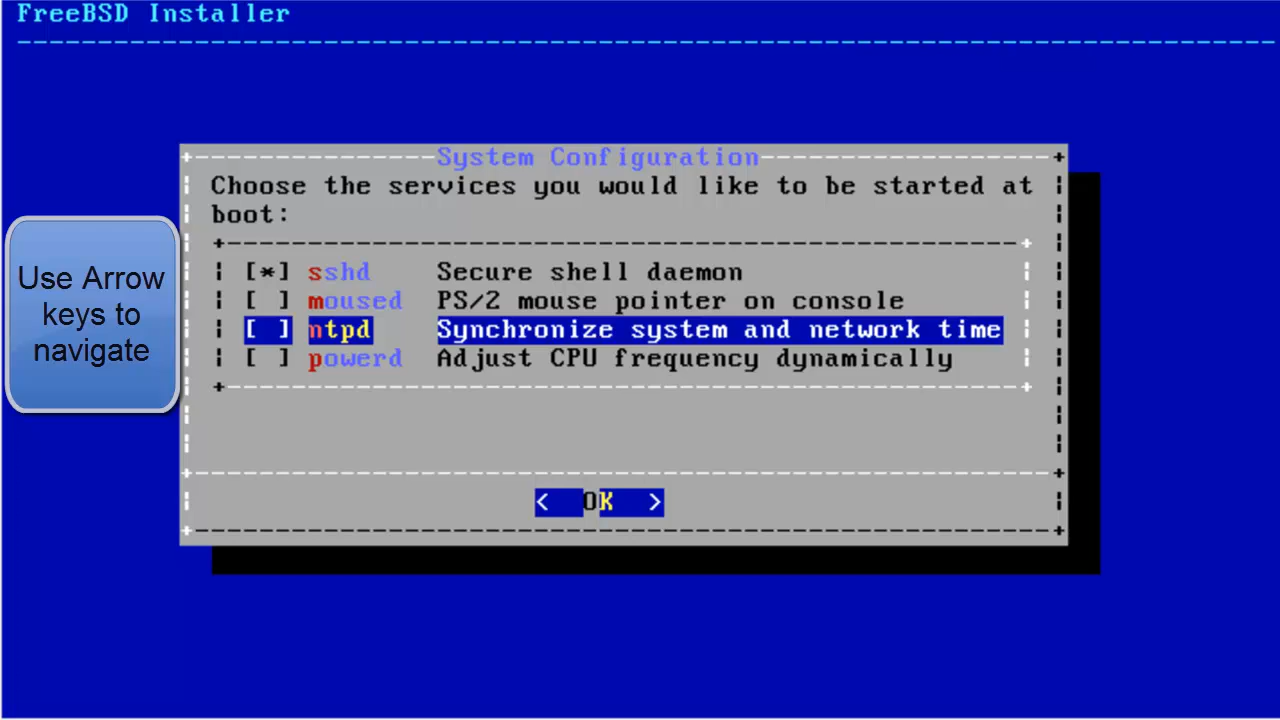 FreeBSD Installer
System Configuration
Choose the services you would like to be started at
boot:
[*] sshd Secure shell daemon
[ ] moused PS/2 mouse pointer on console
[ ] ntpd Synchronize system and network time
[ ] powerd Adjust CPU frequency dynamically
< OK >
Use Arrow
keys to
navigate